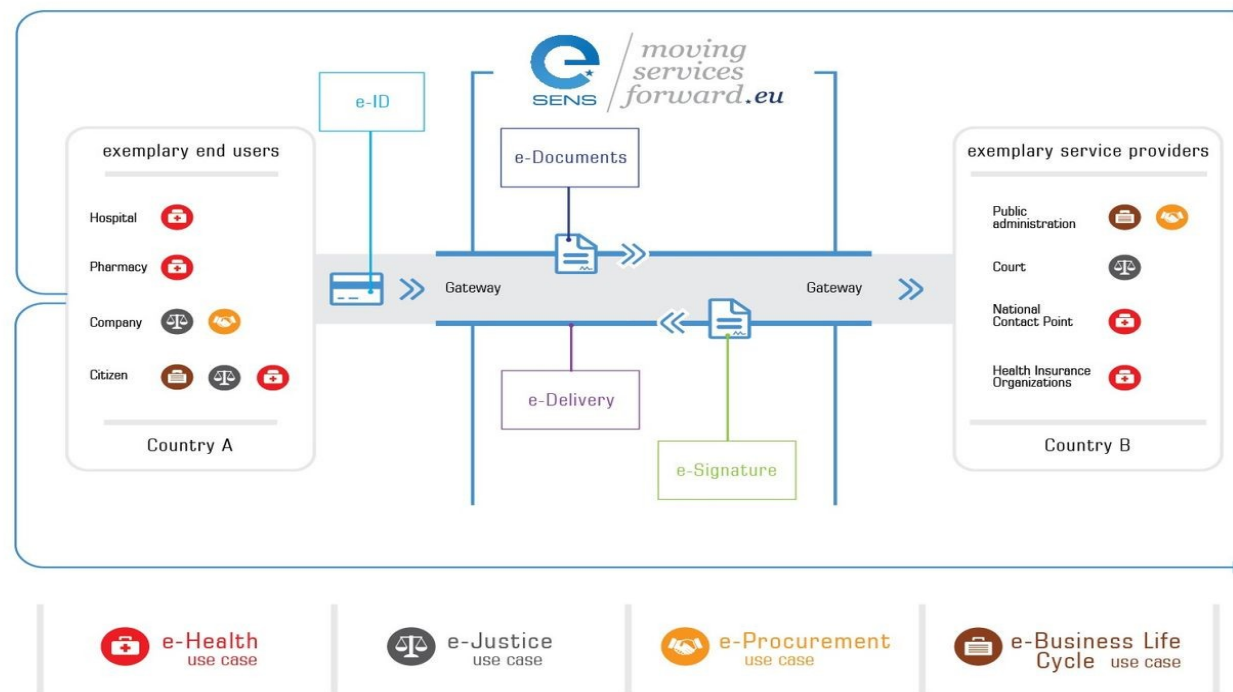 e
SENS
moving
services
forward.eu
e-ID
e-Documents
exemplary end users
Hospital
Pharmacy
Company
Citizen
Country A
Gateway
Gateway
e-Delivery
e-Signature
exemplary service providers
Public
administration
Court
National
Contact Point
Health Insurance
Organizations
Country B
e-Health
use case
e-Justice
use case
e-Procurement
use case
e-Business Life
Cycle use case